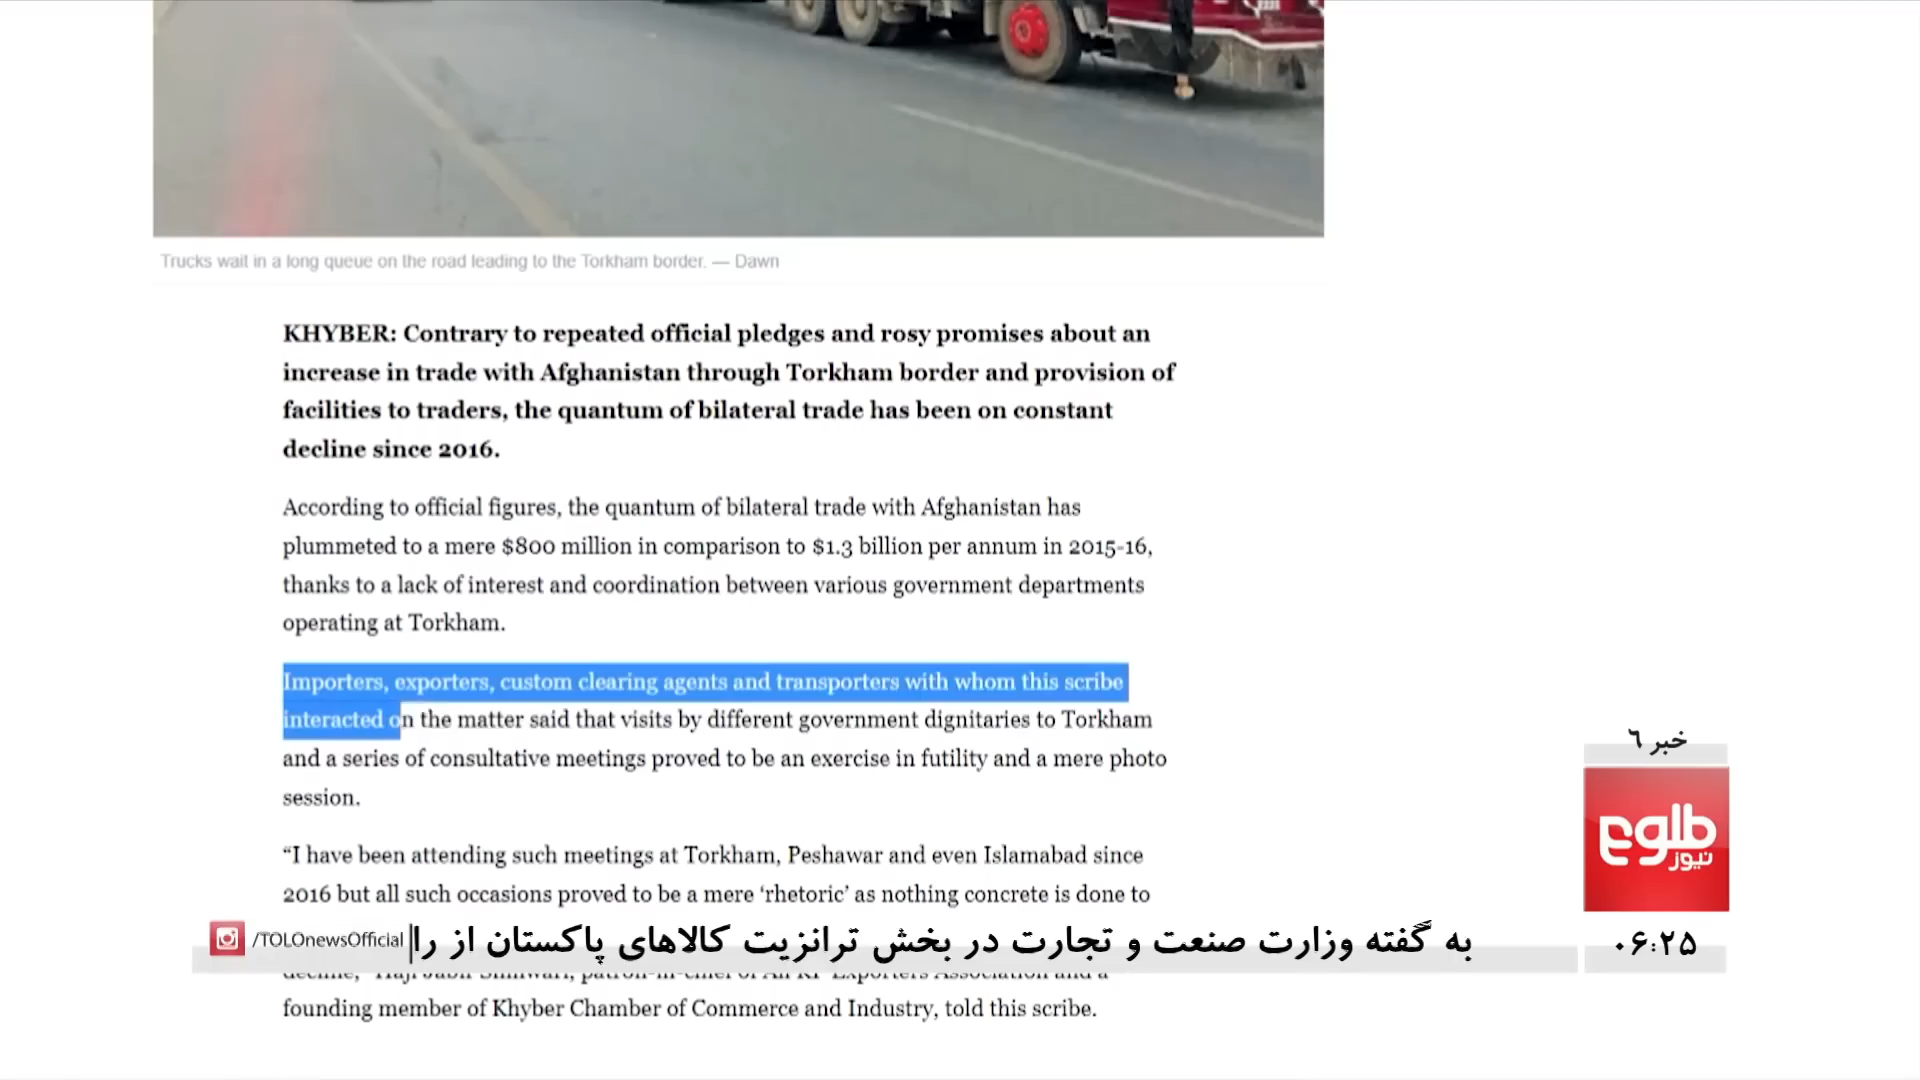 Trucks wait in a long queue on the road leading to the Torkham border. — Dawn
KHYBER: Contrary to repeated official pledges and rosy promises about an
increase in trade with Afghanistan through Torkham border and provision of
facilities to traders, the quantum of bilateral trade has been on constant
decline since 2016.
According to official figures, the quantum of bilateral trade with Afghanistan has
plummeted to a mere $800 million in comparison to $1.3 billion per annum in 2015-16,
thanks to a lack of interest and coordination between various government departments
operating at Torkham.
Importers, exporters, custom clearing agents and transporters with whom this scribe
interacted on the matter said that visits by different government dignitaries to Torkham
and a series of consultative meetings proved to be an exercise in futility and a mere photo
session.
“I have been attending such meetings at Torkham, Peshawar and even Islamabad since
2016 but all such occasions proved to be a mere ‘rhetoric’ as nothing concrete is done to
خبر ٦
طلوع
نیوز
۰۶:۲۵
به گفته وزارت صنعت و تجارت در بخش ترانزیت کالاهای پاکستان از را
/TOLOnewsOfficial
founding member of Khyber Chamber of Commerce and Industry, told this scribe.